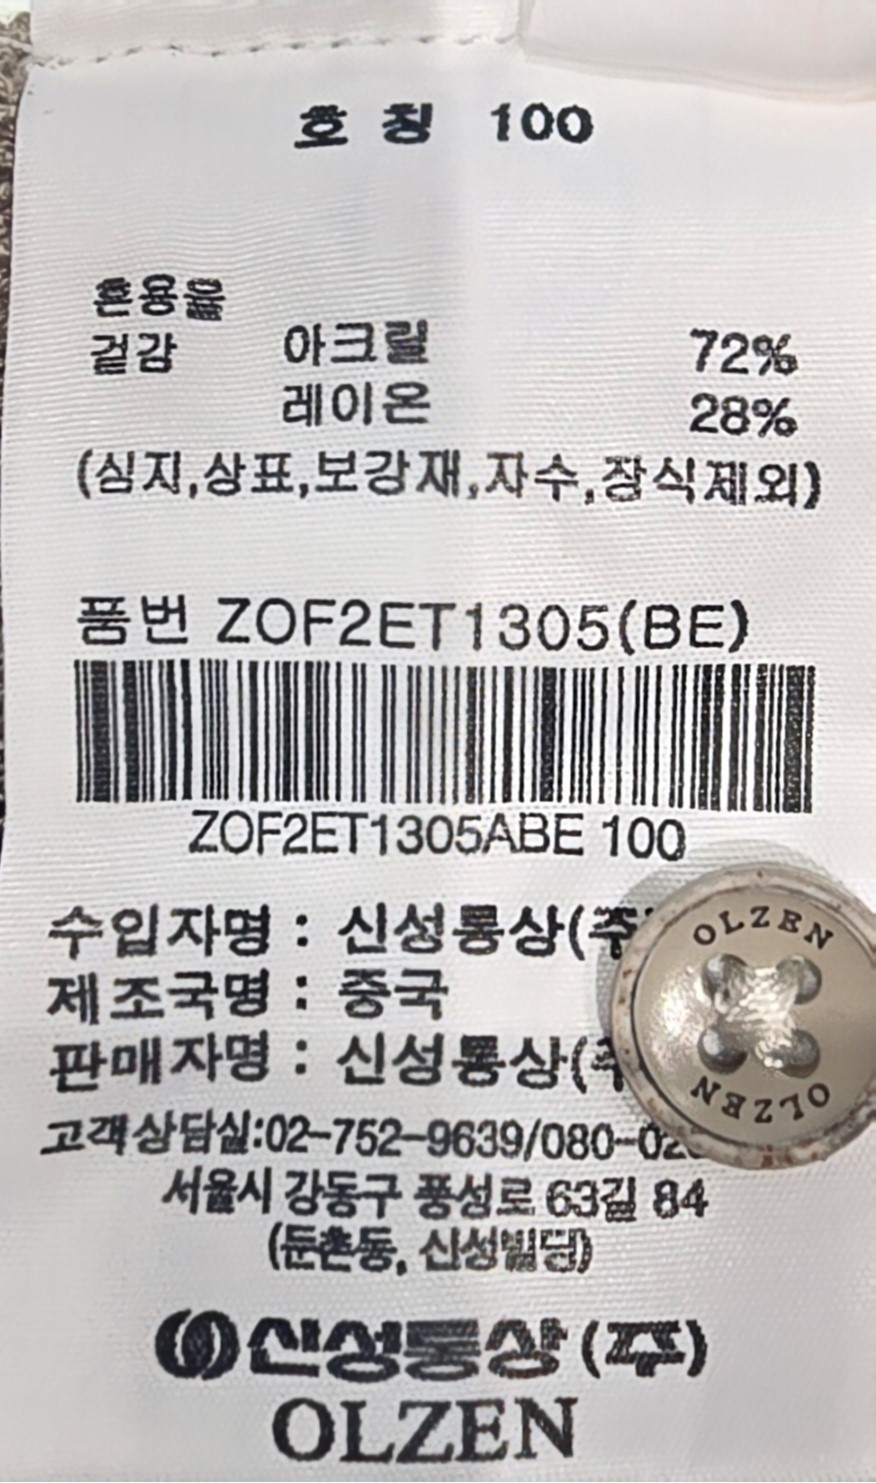 호 칭 100
혼용율
겉감 아크릴 72%
레이온 28%
(심지,상표,보강재,자수,장식제외)
품번 ZOF2ET1305(BE)
ZOF2ET1305ABE 100
수입자명 : 신성통상(주
제조국명 : 중국
판매자명 : 신성통상(주
고객상담실:02-752-9639/080-02
서울시 강동구 풍성로 63길 84
(둔촌동, 신성빌딩)
신성통상(주)
OLZEN
OLZEN
OLZEN